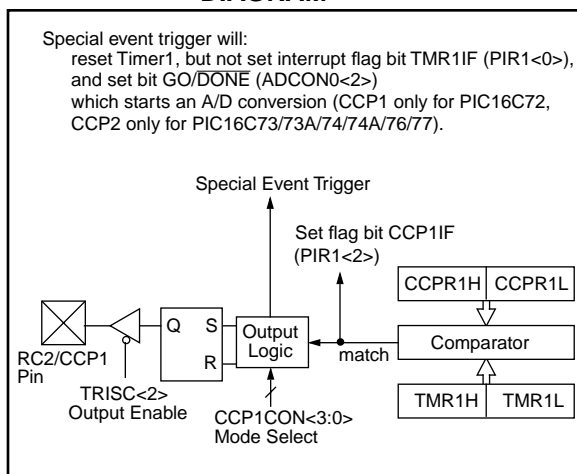 DIAGRAM
Special event trigger will:
reset Timer1, but not set interrupt flag bit TMR1IF (PIR1<0>),
and set bit GO/DONE (ADCON0<2>)
which starts an A/D conversion (CCP1 only for PIC16C72,
CCP2 only for PIC16C73/73A/74/74A/76/77).
Special Event Trigger
Set flag bit CCP1IF
(PIR1<2>)
CCPR1H CCPR1L
Q S Output
R Logic
match
Comparator
RC2/CCP1
Pin
TRISC<2>
Output Enable
CCP1CON<3:0>
Mode Select
TMR1H TMR1L